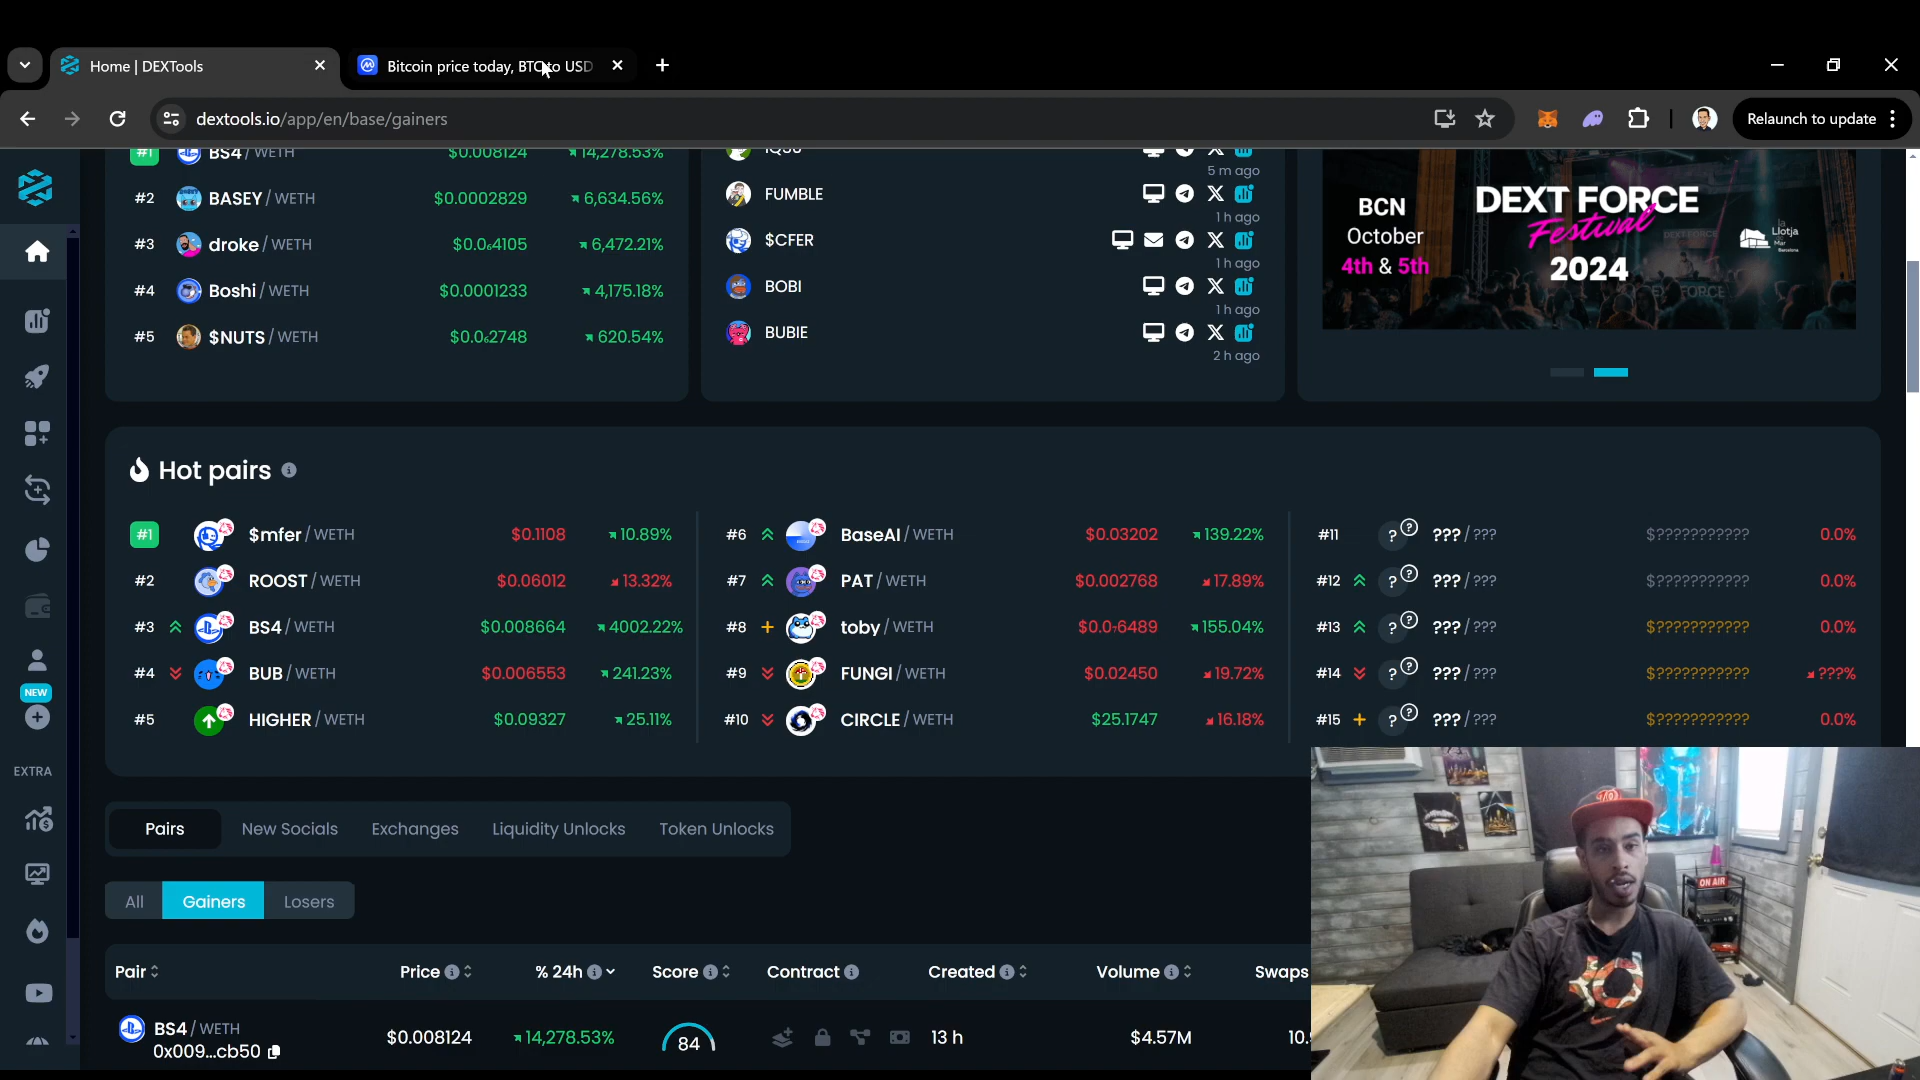 Home | DEXTools
Bitcoin price today, BTC to USD
dextools.io/app/en/base/gainers
Relaunch to update
#1 BS4 / WETH $0.008124 14,278.53%
#2 BASEY / WETH $0.0002829 6,634.56%
#3 droke / WETH $0.0₆4105 6,472.21%
#4 Boshi / WETH $0.0001233 4,175.18%
#5 $NUTS / WETH $0.0₆2748 620.54%
5 m ago
FUMBLE
1 h ago
$CFER
1 h ago
BOBI
1 h ago
BUBIE
2 h ago
BCN
October
4th & 5th
DEXT FORCE
Festival
2024
Llotja
Mar
Barcelona
Hot pairs
#1 $mfer / WETH $0.1108 10.89%
#2 ROOST / WETH $0.06012 13.32%
#3 BS4 / WETH $0.008664 4002.22%
#4 BUB / WETH $0.006553 241.23%
#5 HIGHER / WETH $0.09327 25.11%
#6 BaseAI / WETH $0.03202 139.22%
#7 PAT / WETH $0.002768 17.89%
#8 + toby / WETH $0.0₇6489 155.04%
#9 FUNGI / WETH $0.02450 19.72%
#10 CIRCLE / WETH $25.1747 16.18%
#11 ? ? ??? / ??? $??????????? 0.0%
#12 ? ? ??? / ??? $??????????? 0.0%
#13 ? ? ??? / ??? $??????????? 0.0%
#14 ? ? ??? / ??? $??????????? ???%
#15 + ? ? ??? / ??? $??????????? 0.0%
NEW
EXTRA
Pairs New Socials Exchanges Liquidity Unlocks Token Unlocks
All Gainers Losers
Pair Price % 24h Score Contract Created Volume Swaps
BS4 / WETH $0.008124 14,278.53% 84 13 h $4.57M
0x009...cb50
ON AIR